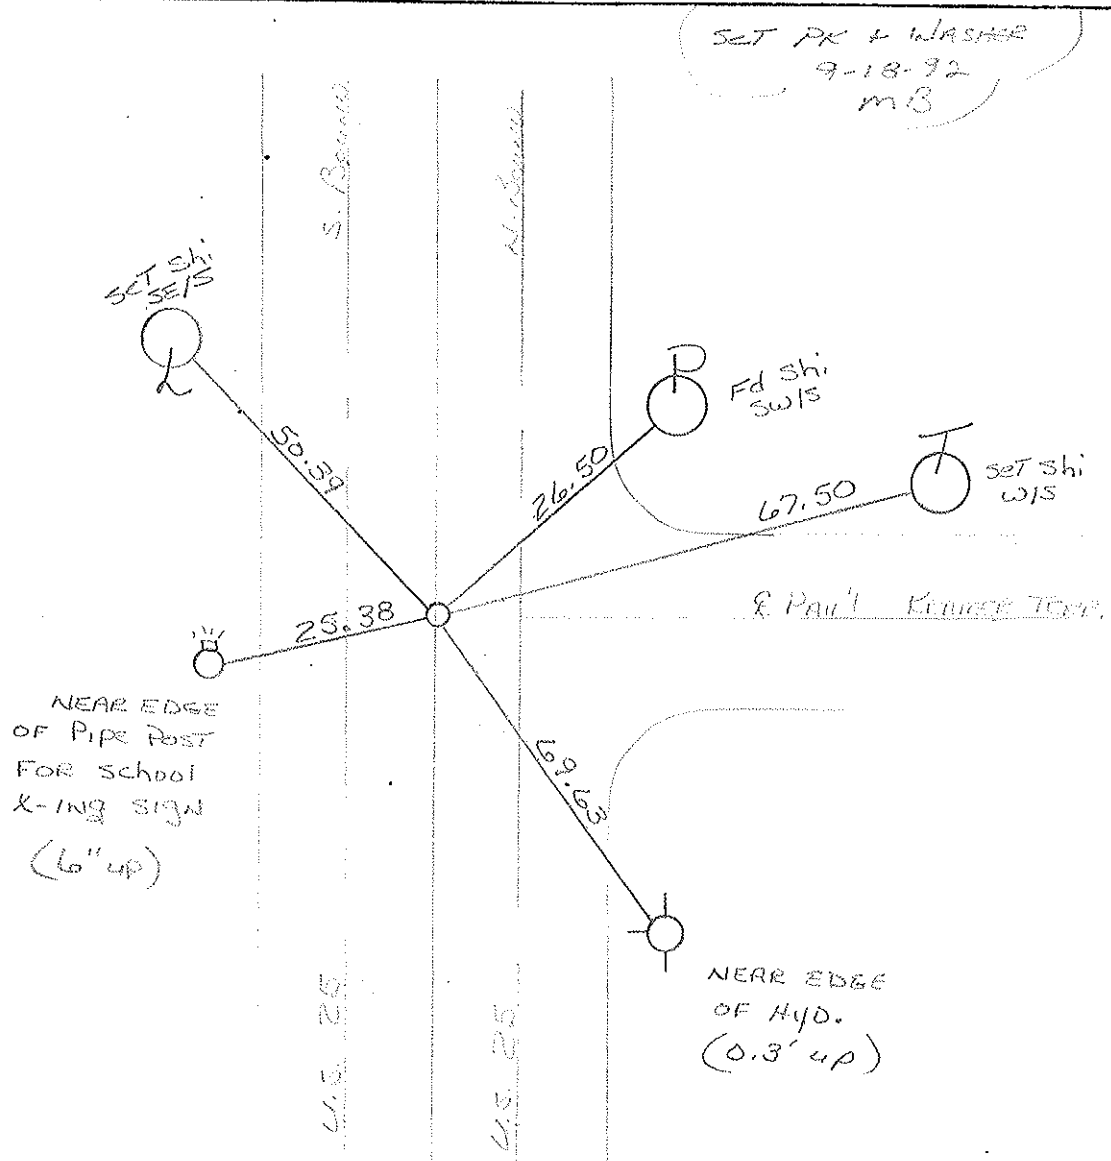 SET PK & WASHER
9-18-92
MB
S. Bound
N. Bound
SET Shi
SE/S
L
50.39
P
Fd Shi
SW/S
26.50
T
SeT Shi
W/S
67.50
25.38
NEAR EDGE
OF PIPE POST
FOR School
X-ING SIGN
(6" up)
69.63
NEAR EDGE
OF HYD.
(0.3' up)
U.S. 25
U.S. 25